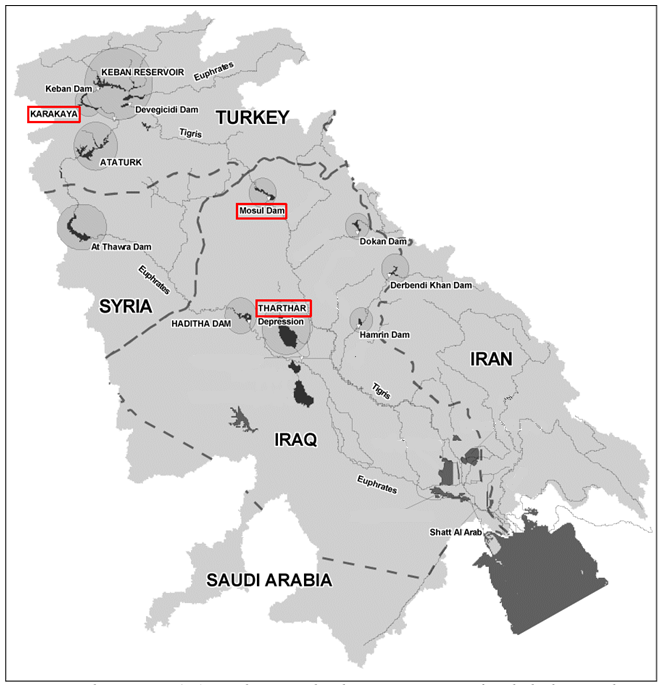 KEBAN RESERVOIR
Euphrates
Keban Dam
KARAKAYA
Devegicidi Dam
TURKEY
Tigris
ATATURK
Mosul Dam
At Thawra Dam
Dokan Dam
Euphrates
Derbendi Khan Dam
SYRIA
THARTHAR
Depression
HADITHA DAM
Hamrin Dam
IRAN
Tigris
IRAQ
Euphrates
Shatt Al Arab
SAUDI ARABIA